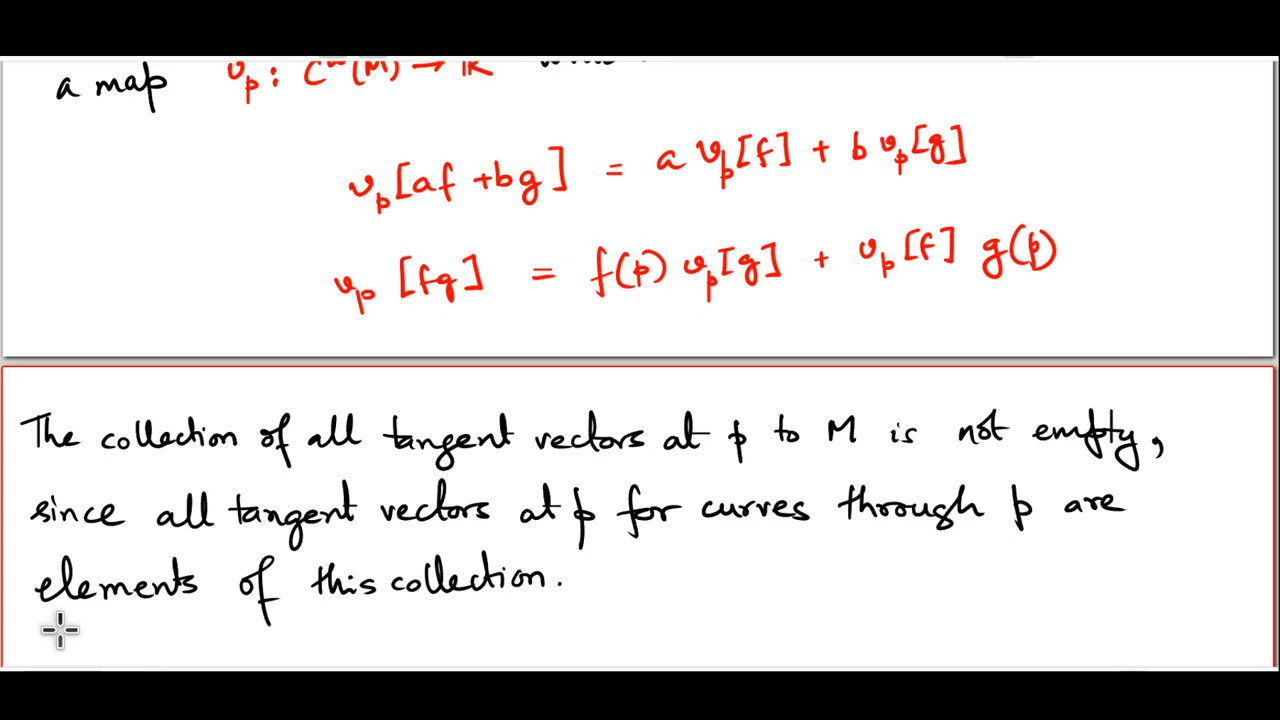 a map v_p : C^∞(M) → ℝ
v_p[af + bg] = a v_p[f] + b v_p[g]
v_p [fg] = f(p) v_p[g] + v_p[f] g(p)
The collection of all tangent vectors at p to M is not empty,
since all tangent vectors at p for curves through p are
elements of this collection.